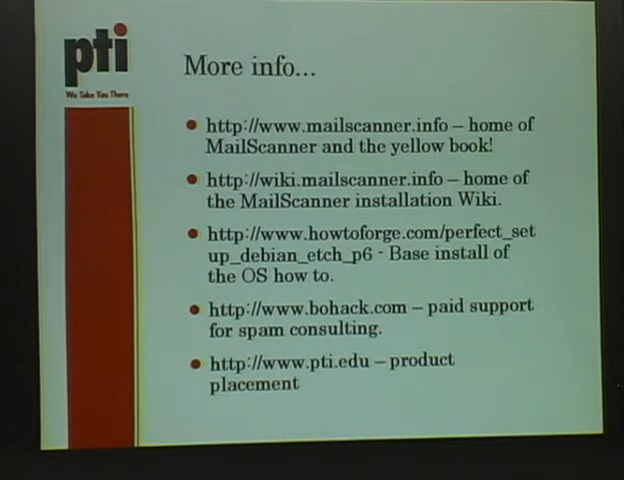 pti
We Take You There
More info...
http://www.mailscanner.info – home of
MailScanner and the yellow book!
http://wiki.mailscanner.info – home of
the MailScanner installation Wiki.
http://www.howtoforge.com/perfect_set
up_debian_etch_p6 - Base install of
the OS how to.
http://www.bohack.com – paid support
for spam consulting.
http://www.pti.edu – product
placement